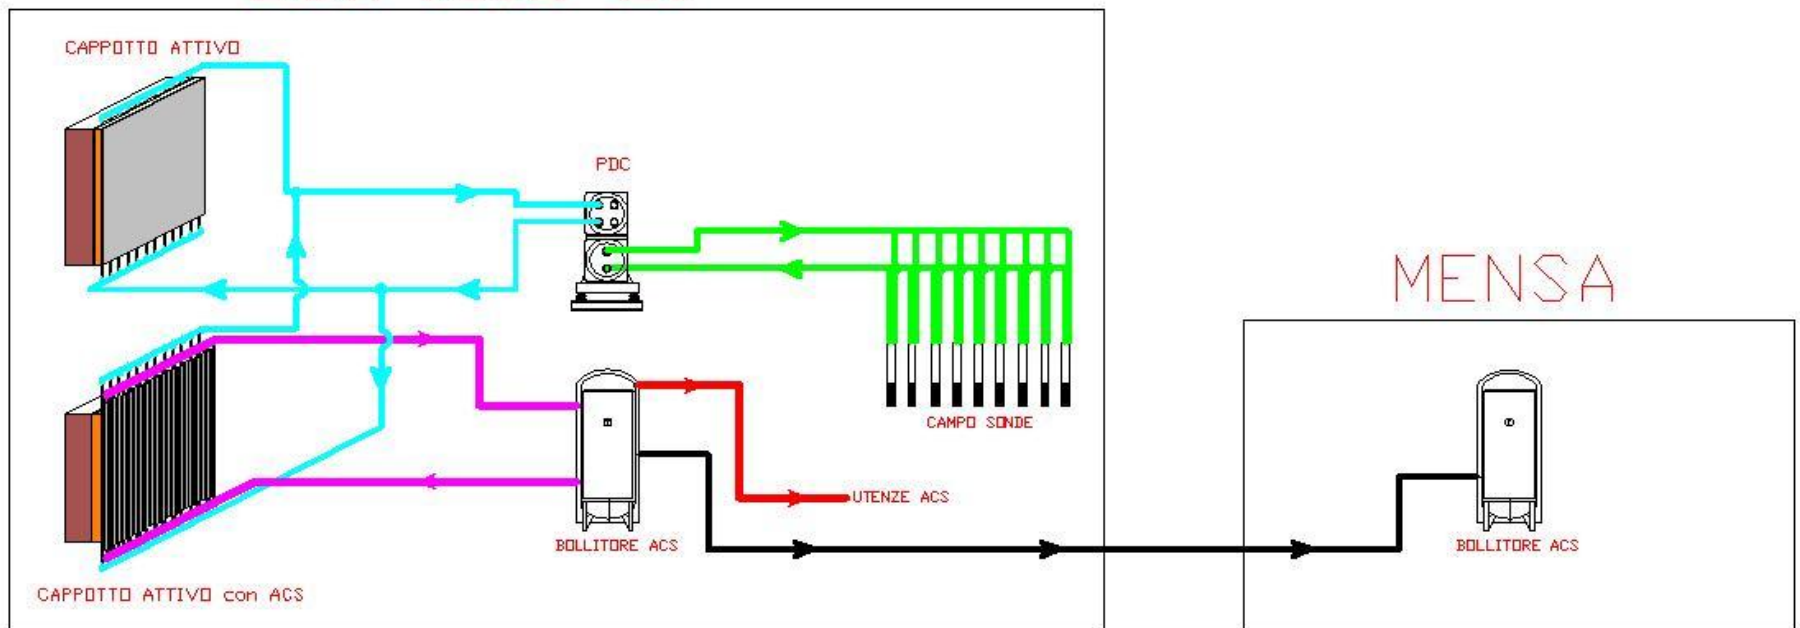 CAPPOTTO ATTIVO
PDC
MENSA
CAMPO SONDE
UTENZE ACS
BOLLITORE ACS
BOLLITORE ACS
CAPPOTTO ATTIVO con ACS